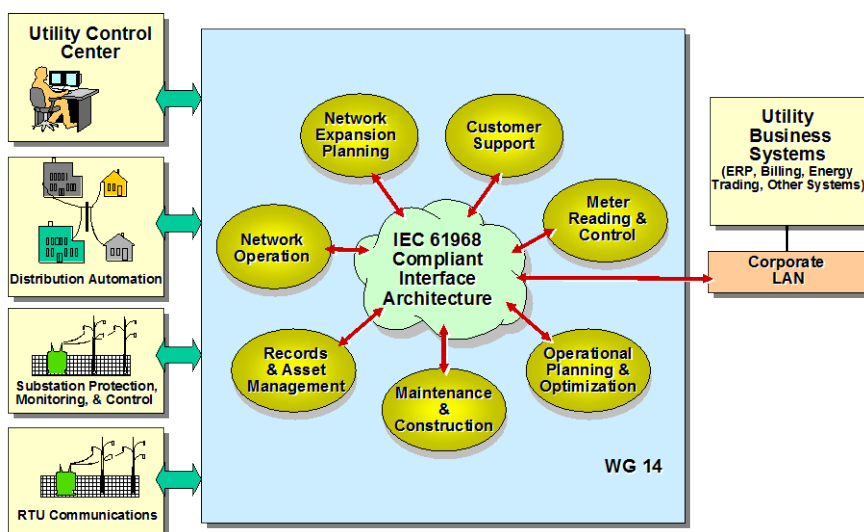 Utility Control
Center
Distribution Automation
Substation Protection,
Monitoring, & Control
RTU Communications
Network
Expansion
Planning
Customer
Support
Meter
Reading &
Control
Network
Operation
IEC 61968
Compliant
Interface
Architecture
Records
& Asset
Management
Maintenance
&
Construction
Operational
Planning &
Optimization
WG 14
Utility
Business
Systems
(ERP, Billing, Energy
Trading, Other Systems)
Corporate
LAN